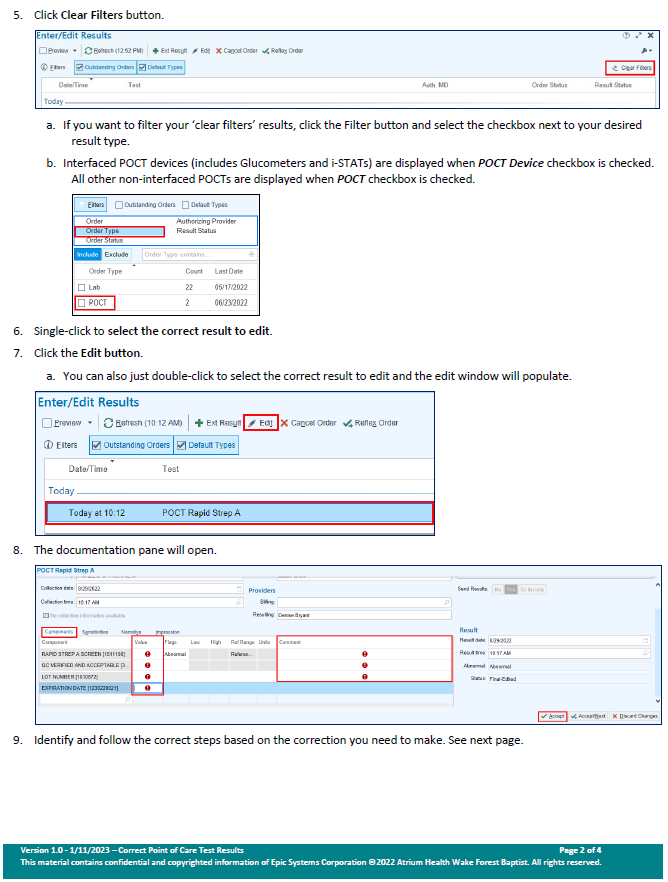 5. Click Clear Filters button.
Enter/Edit Results
Preview Refresh (12:52 PM) Ext Result Edit Cancel Order Reflex Order
Filters Outstanding Orders Default Types Clear Filters
Date/Time Test Auth. MD Order Status Result Status
Today
a. If you want to filter your ‘clear filters’ results, click the Filter button and select the checkbox next to your desired
result type.
b. Interfaced POCT devices (includes Glucometers and i-STATs) are displayed when POCT Device checkbox is checked.
All other non-interfaced POCTs are displayed when POCT checkbox is checked.
Filters Outstanding Orders Default Types
Order Authorizing Provider
Order Type Result Status
Order Status
Include Exclude Order Type contains...
Order Type Count Last Date
Lab 22 05/17/2022
POCT 2 06/23/2022
6. Single-click to select the correct result to edit.
7. Click the Edit button.
a. You can also just double-click to select the correct result to edit and the edit window will populate.
Enter/Edit Results
Preview Refresh (10:12 AM) Ext Result Edit Cancel Order Reflex Order
Filters Outstanding Orders Default Types
Date/Time Test
Today
Today at 10:12 POCT Rapid Strep A
8. The documentation pane will open.
POCT Rapid Strep A
Collection date: 8/29/2022 Providers Send Results: No Yes
Collection time: 10:17 AM Billing:
No collection information available Resulting: Denise Bryant
Components Sensitivities Narrative Impression Result
Component Value Flags Low High Ref Range Units Comment Result date: 8/29/2022
RAPID STREP A SCREEN Abnormal Referen... Result time: 10:17 AM
QC VERIFIED AND ACCEPTABLE Abnormal: Abnormal
LOT NUMBER Status: Final-Edited
EXPIRATION DATE
Accept Accept/Next Discard Changes
9. Identify and follow the correct steps based on the correction you need to make. See next page.
Version 1.0 - 1/11/2023 – Correct Point of Care Test Results Page 2 of 4
This material contains confidential and copyrighted information of Epic Systems Corporation ©2022 Atrium Health Wake Forest Baptist. All rights reserved.